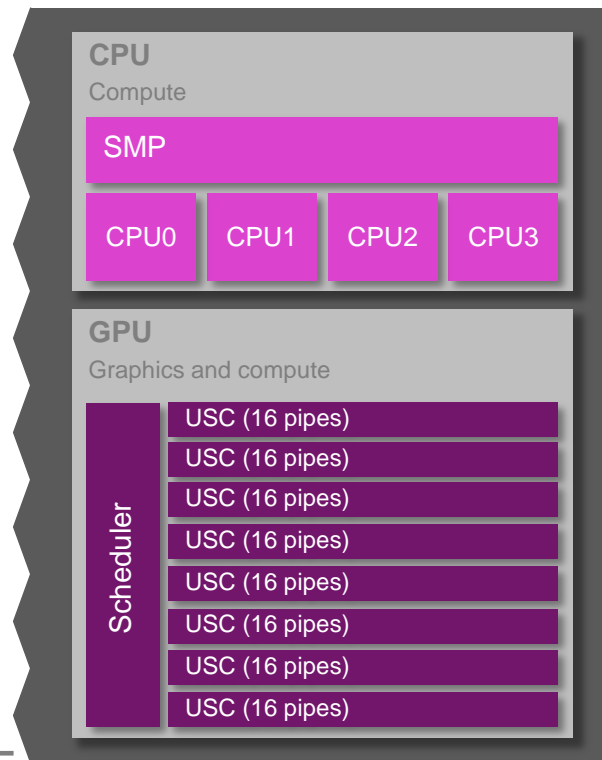 CPU
Compute
SMP
CPU0
CPU1
CPU2
CPU3
GPU
Graphics and compute
Scheduler
USC (16 pipes)
USC (16 pipes)
USC (16 pipes)
USC (16 pipes)
USC (16 pipes)
USC (16 pipes)
USC (16 pipes)
USC (16 pipes)